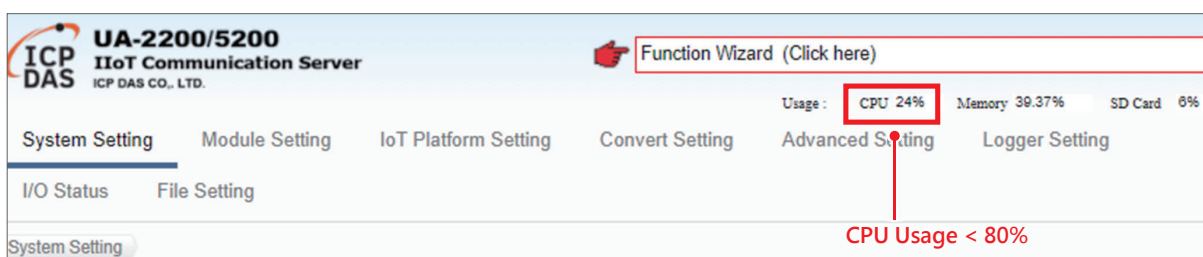 ICP
DAS
UA-2200/5200
IIoT Communication Server
ICP DAS CO,. LTD.
Function Wizard (Click here)
Usage : CPU 24% Memory 39.37% SD Card 6%
System Setting Module Setting IoT Platform Setting Convert Setting Advanced Setting Logger Setting
I/O Status File Setting
System Setting
CPU Usage < 80%